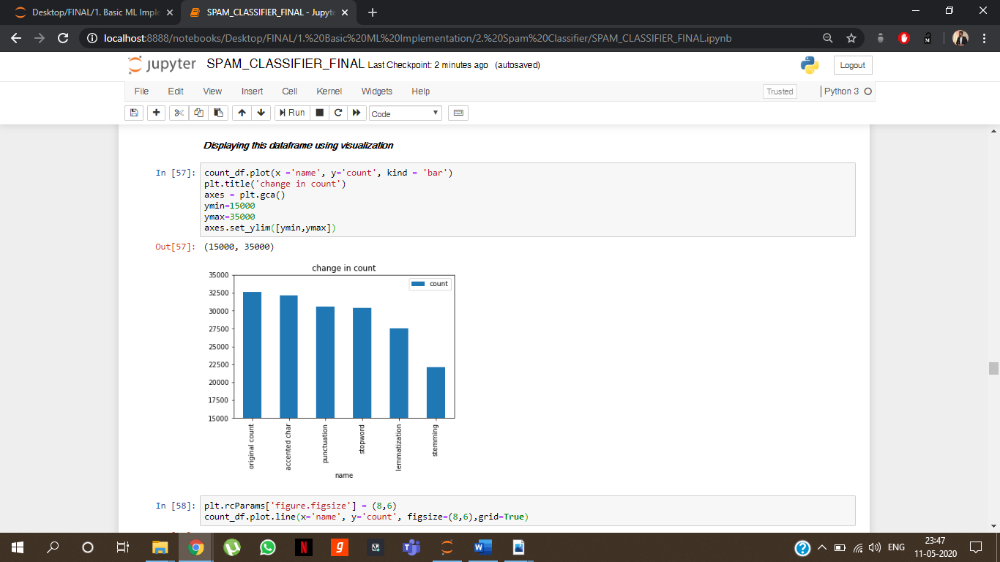 Desktop/FINAL/1. Basic ML Imple
SPAM_CLASSIFIER_FINAL - Jupyte
localhost:8888/notebooks/Desktop/FINAL/1.%20Basic%20ML%20Implementation/2.%20Spam%20Classifier/SPAM_CLASSIFIER_FINAL.ipynb
jupyter SPAM_CLASSIFIER_FINAL Last Checkpoint: 2 minutes ago (autosaved)
Logout
File Edit View Insert Cell Kernel Widgets Help
Trusted
Python 3
Run
Code
Displaying this dataframe using visualization
In [57]: count_df.plot(x ='name', y='count', kind = 'bar')
plt.title('change in count')
axes = plt.gca()
ymin=15000
ymax=35000
axes.set_ylim([ymin,ymax])
Out[57]: (15000, 35000)
change in count
count
35000
32500
30000
27500
25000
22500
20000
17500
15000
original count
accented char
punctuation
stopword
lemmatization
stemming
name
In [58]: plt.rcParams['figure.figsize'] = (8,6)
count_df.plot.line(x='name', y='count', figsize=(8,6),grid=True)
ENG
23:47
11-05-2020